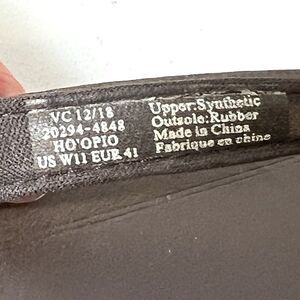 VC 12/18
20294-4848
HO'OPIO
US W11 EUR 41
Upper:Synthetic
Outsole:Rubber
Made in China
Fabrique en chine